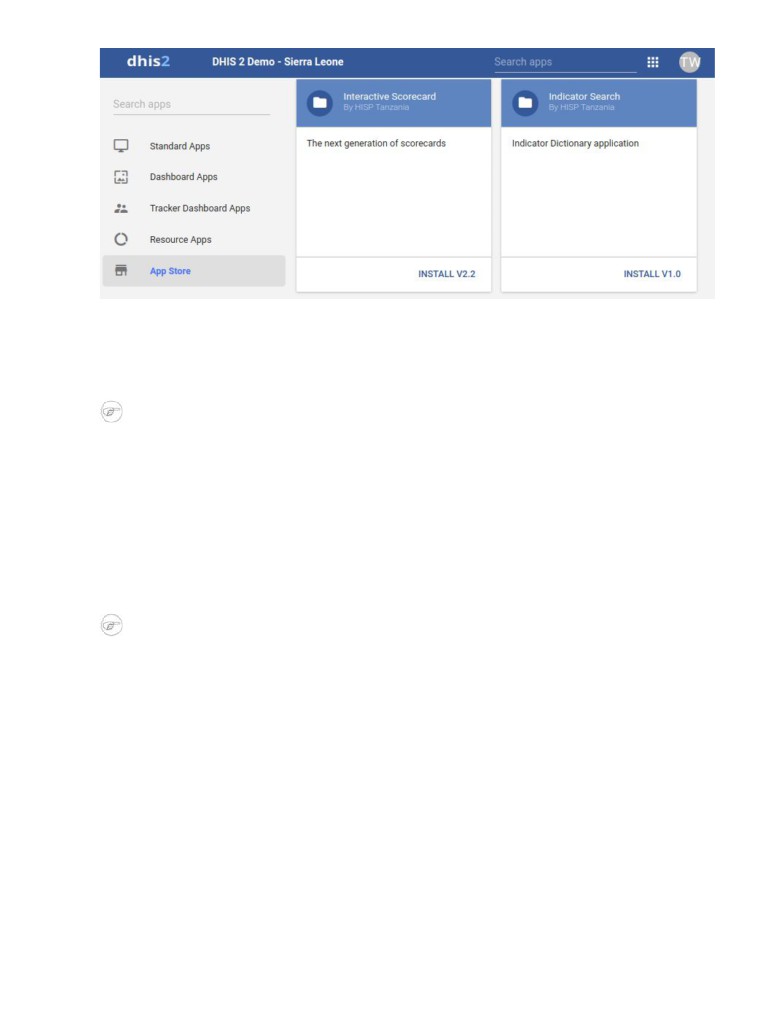 dhis2 DHIS 2 Demo - Sierra Leone Search apps TW
Search apps
Standard Apps
Dashboard Apps
Tracker Dashboard Apps
Resource Apps
App Store
Interactive Scorecard
By HISP Tanzania
The next generation of scorecards
INSTALL V2.2
Indicator Search
By HISP Tanzania
Indicator Dictionary application
INSTALL V1.0